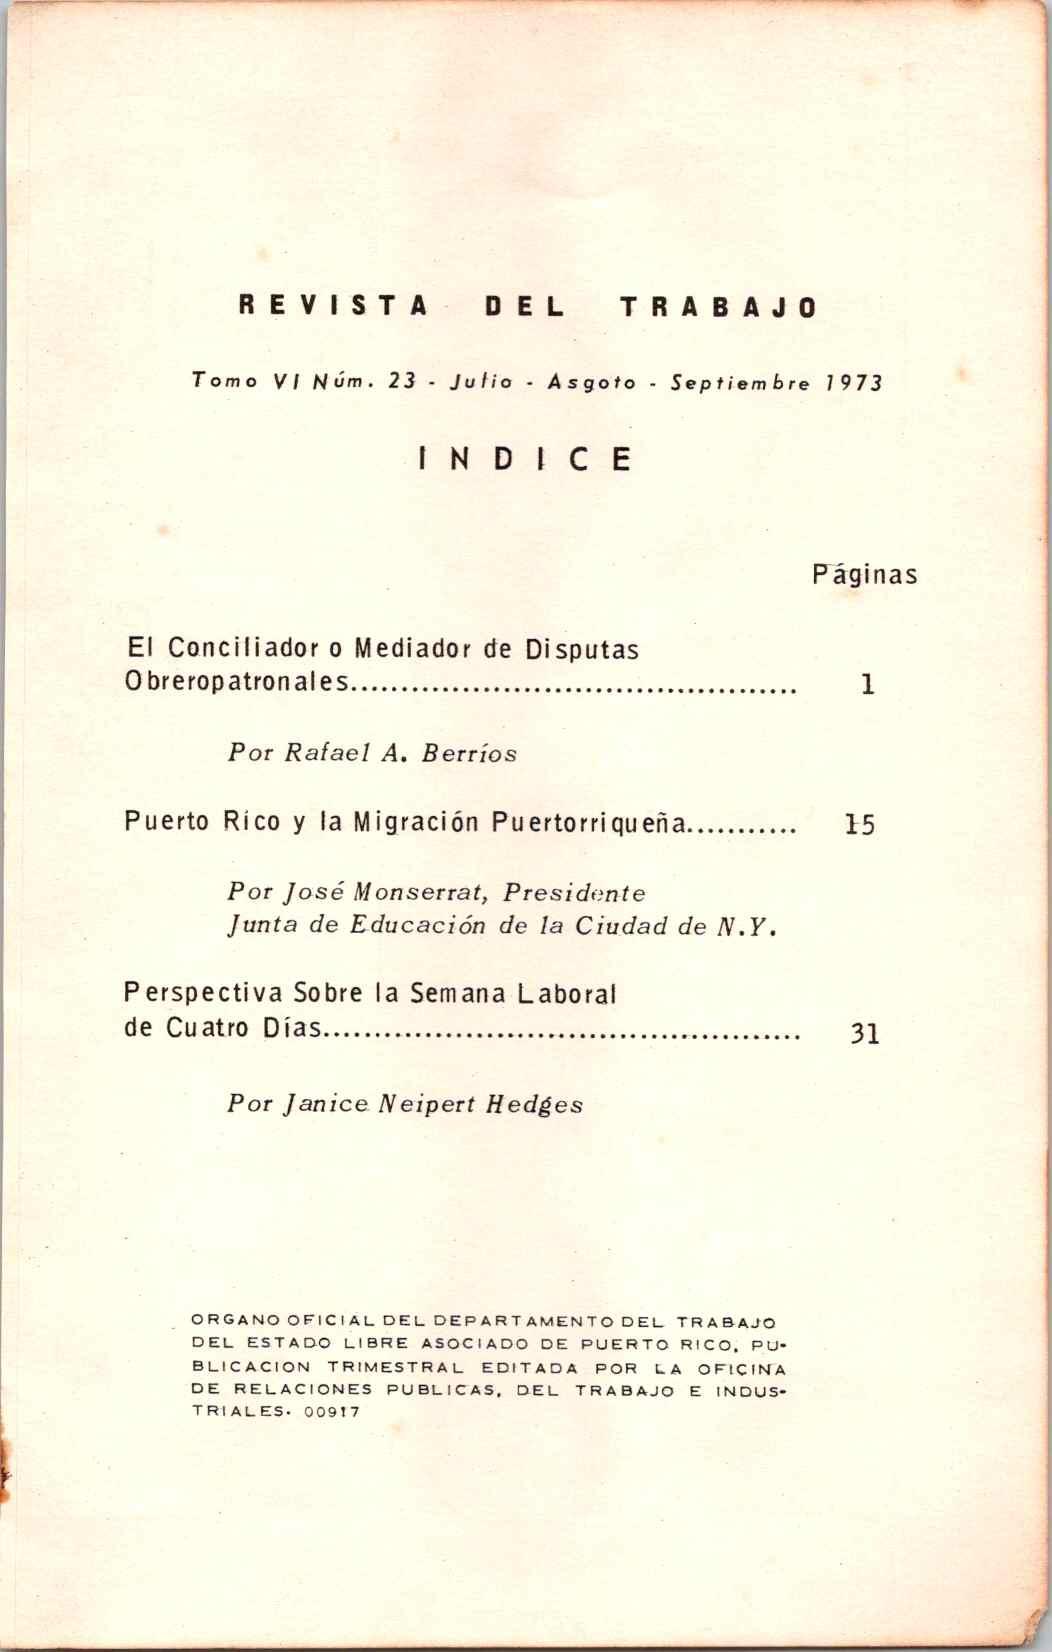 REVISTA DEL TRABAJO
Tomo VI Núm. 23 - Julio - Asgoto - Septiembre 1973
INDICE
Páginas
El Conciliador o Mediador de Disputas
Obreropatronales........................................... 1
Por Rafael A. Berríos
Puerto Rico y la Migración Puertorriqueña........... 15
Por José Monserrat, Presidente
Junta de Educación de la Ciudad de N.Y.
Perspectiva Sobre la Semana Laboral
de Cuatro Días.............................................. 31
Por Janice Neipert Hedges
ORGANO OFICIAL DEL DEPARTAMENTO DEL TRABAJO
DEL ESTADO LIBRE ASOCIADO DE PUERTO RICO, PU-
BLICACION TRIMESTRAL EDITADA POR LA OFICINA
DE RELACIONES PUBLICAS, DEL TRABAJO E INDUS-
TRIALES. 00917